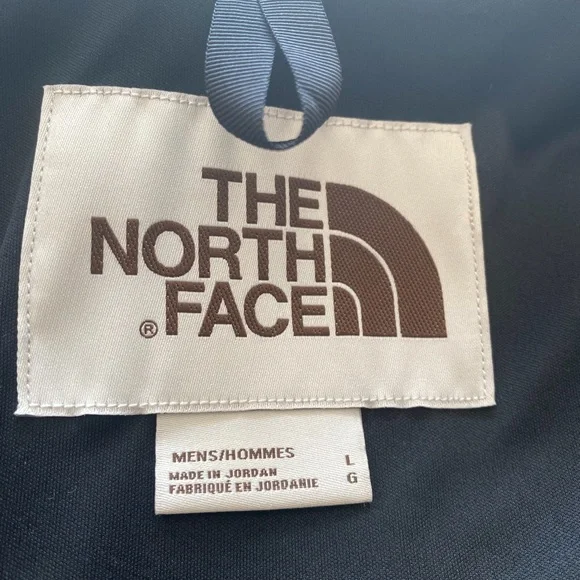 THE
NORTH
® FACE
MENS/HOMMES L
MADE IN JORDAN
FABRIQUÉ EN JORDANIE G